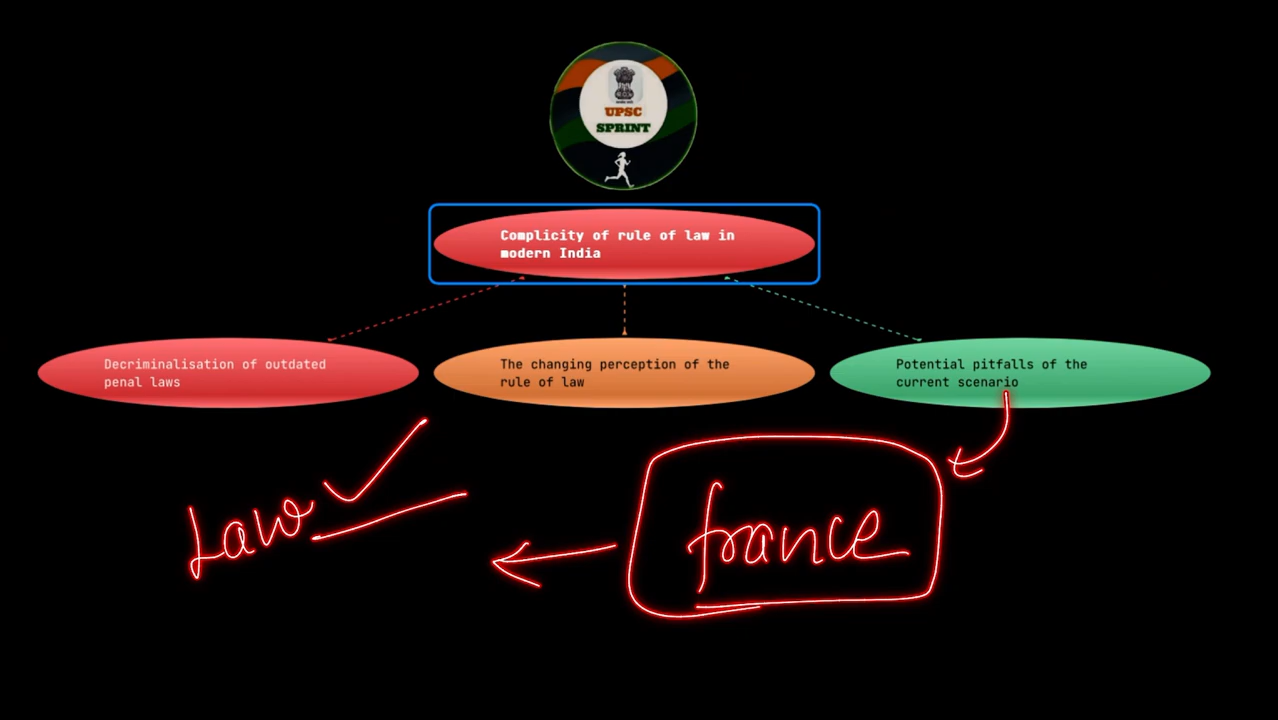 UPSC
SPRINT
Complicity of rule of law in
modern India
Decriminalisation of outdated
penal laws
The changing perception of the
rule of law
Potential pitfalls of the
current scenario
Law
france